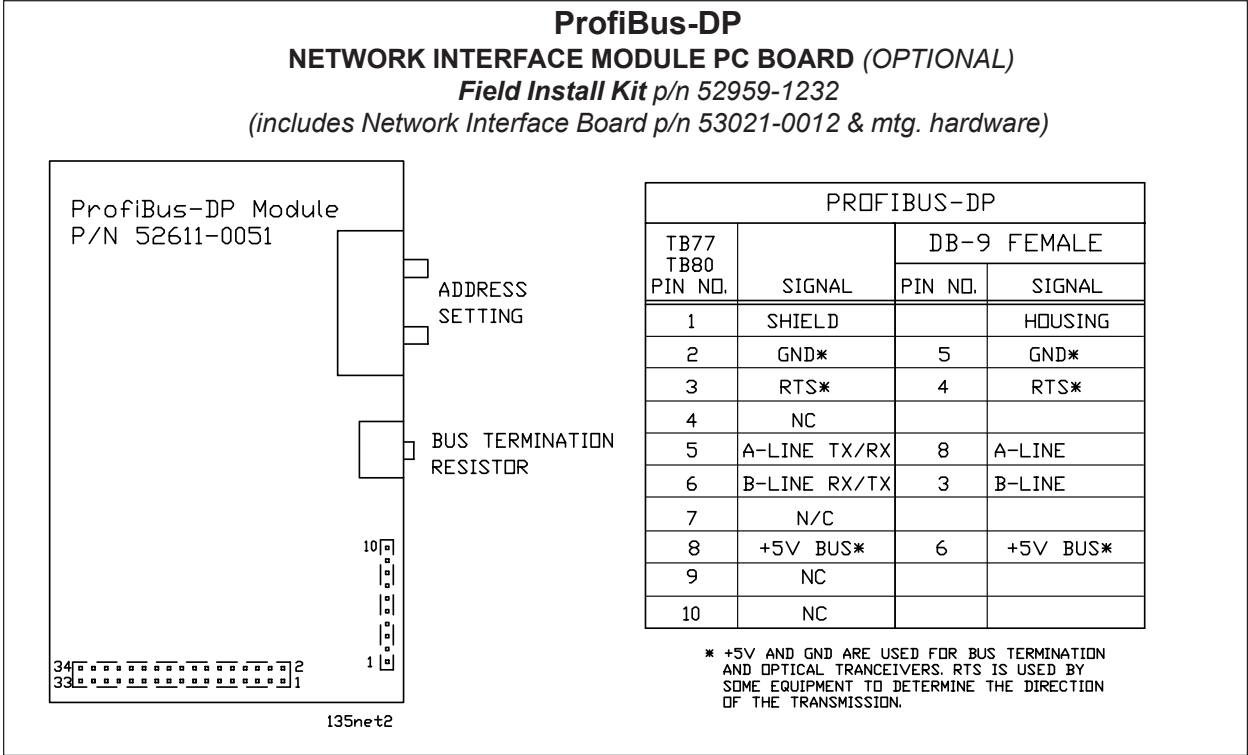 ProfiBus-DP
NETWORK INTERFACE MODULE PC BOARD (OPTIONAL)
Field Install Kit p/n 52959-1232
(includes Network Interface Board p/n 53021-0012 & mtg. hardware)
ProfiBus-DP Module
P/N 52611-0051
ADDRESS
SETTING
BUS TERMINATION
RESISTOR
10
1
34 2
33 1
135net2
PROFIBUS-DP
TB77
TB80
PIN NO. SIGNAL
DB-9 FEMALE
PIN NO. SIGNAL
1 SHIELD HOUSING
2 GND* 5 GND*
3 RTS* 4 RTS*
4 NC
5 A-LINE TX/RX 8 A-LINE
6 B-LINE RX/TX 3 B-LINE
7 N/C
8 +5V BUS* 6 +5V BUS*
9 NC
10 NC
* +5V AND GND ARE USED FOR BUS TERMINATION
AND OPTICAL TRANCEIVERS. RTS IS USED BY
SOME EQUIPMENT TO DETERMINE THE DIRECTION
OF THE TRANSMISSION.